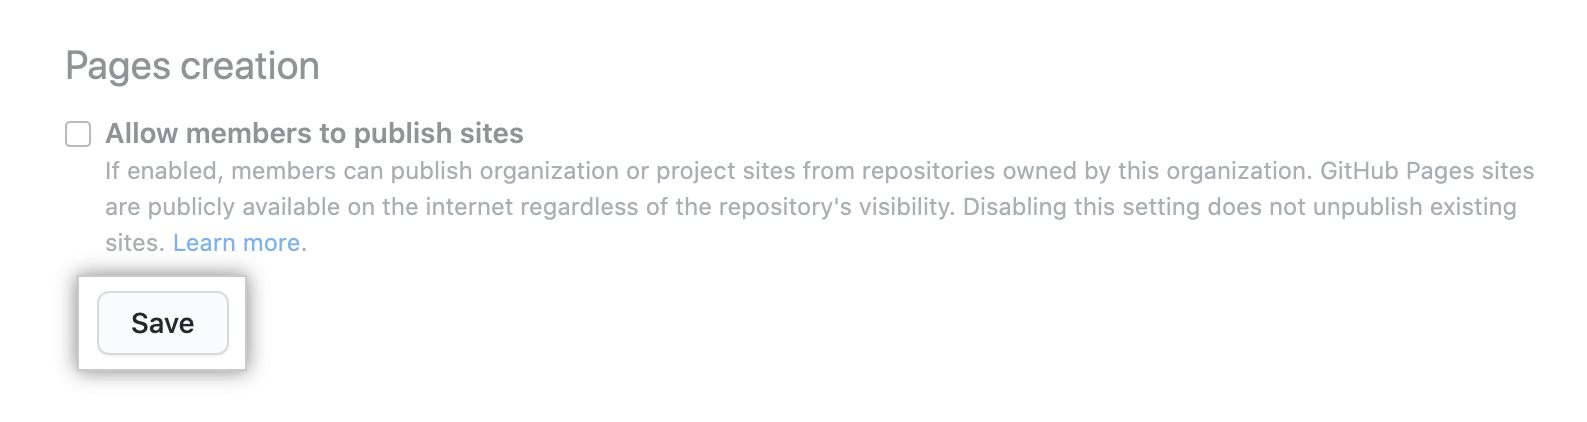 Pages creation
Allow members to publish sites
If enabled, members can publish organization or project sites from repositories owned by this organization. GitHub Pages sites
are publicly available on the internet regardless of the repository's visibility. Disabling this setting does not unpublish existing
sites. Learn more.
Save